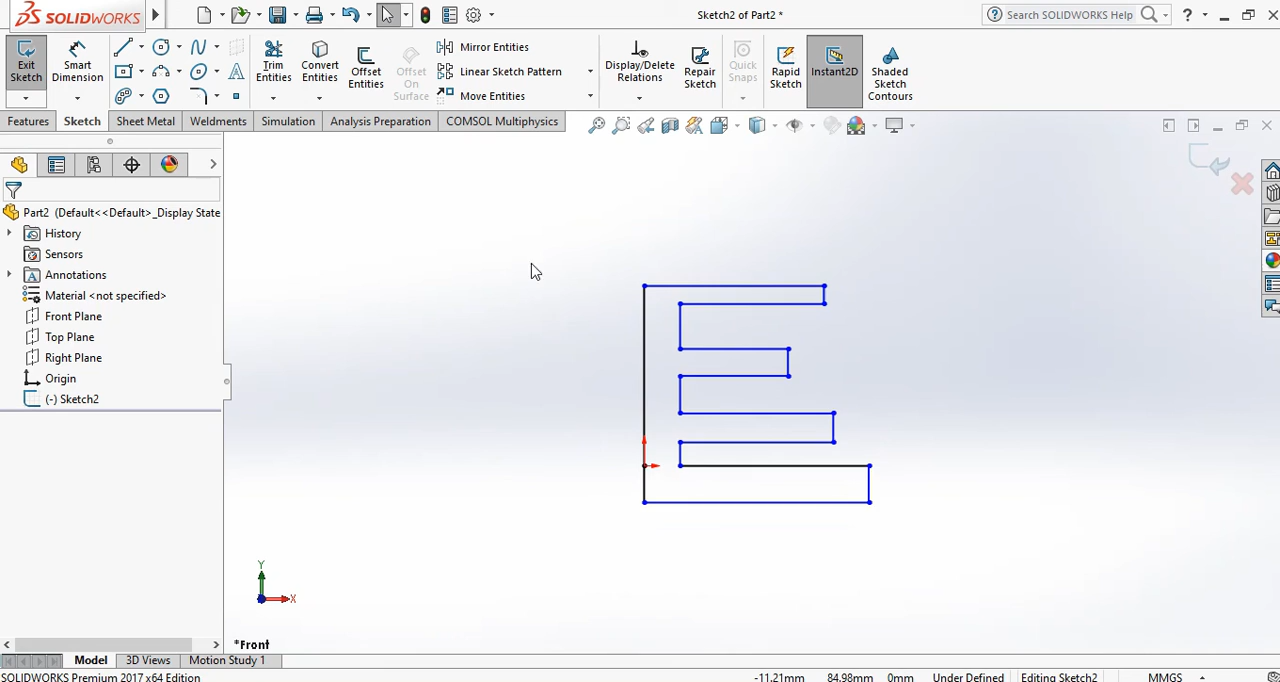 SOLIDWORKS
Sketch2 of Part2 *
Search SOLIDWORKS Help
?
Exit Sketch
Smart Dimension
Trim Entities
Convert Entities
Offset Entities
Offset On Surface
Mirror Entities
Linear Sketch Pattern
Move Entities
Display/Delete Relations
Repair Sketch
Quick Snaps
Rapid Sketch
Instant2D
Shaded Sketch Contours
Features
Sketch
Sheet Metal
Weldments
Simulation
Analysis Preparation
COMSOL Multiphysics
Part2 (Default<<Default>_Display State
History
Sensors
Annotations
Material <not specified>
Front Plane
Top Plane
Right Plane
Origin
(-) Sketch2
Y
X
*Front
Model
3D Views
Motion Study 1
SOLIDWORKS Premium 2017 x64 Edition
-11.21mm
84.98mm
0mm
Under Defined
Editing Sketch2
MMGS